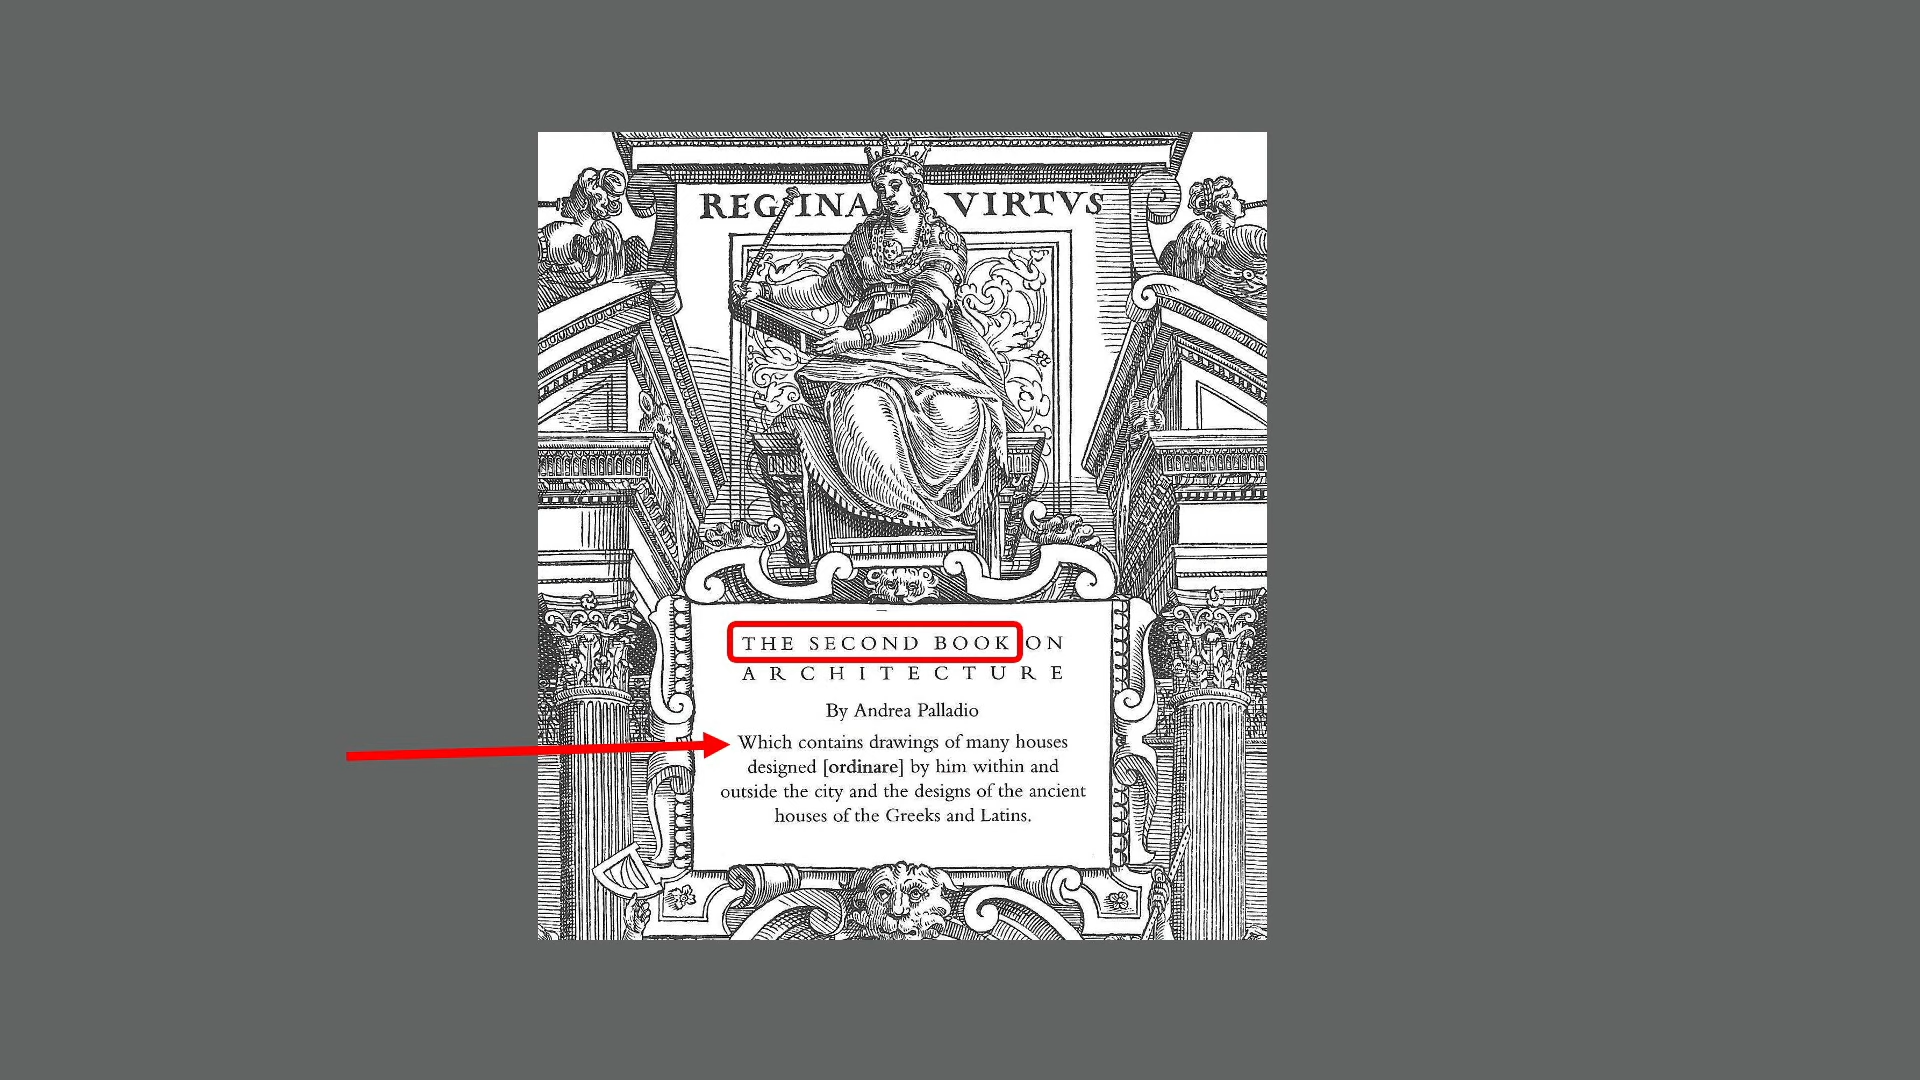 REGINA VIRTVS
THE SECOND BOOK ON
ARCHITECTURE
By Andrea Palladio
Which contains drawings of many houses
designed [ordinare] by him within and
outside the city and the designs of the ancient
houses of the Greeks and Latins.